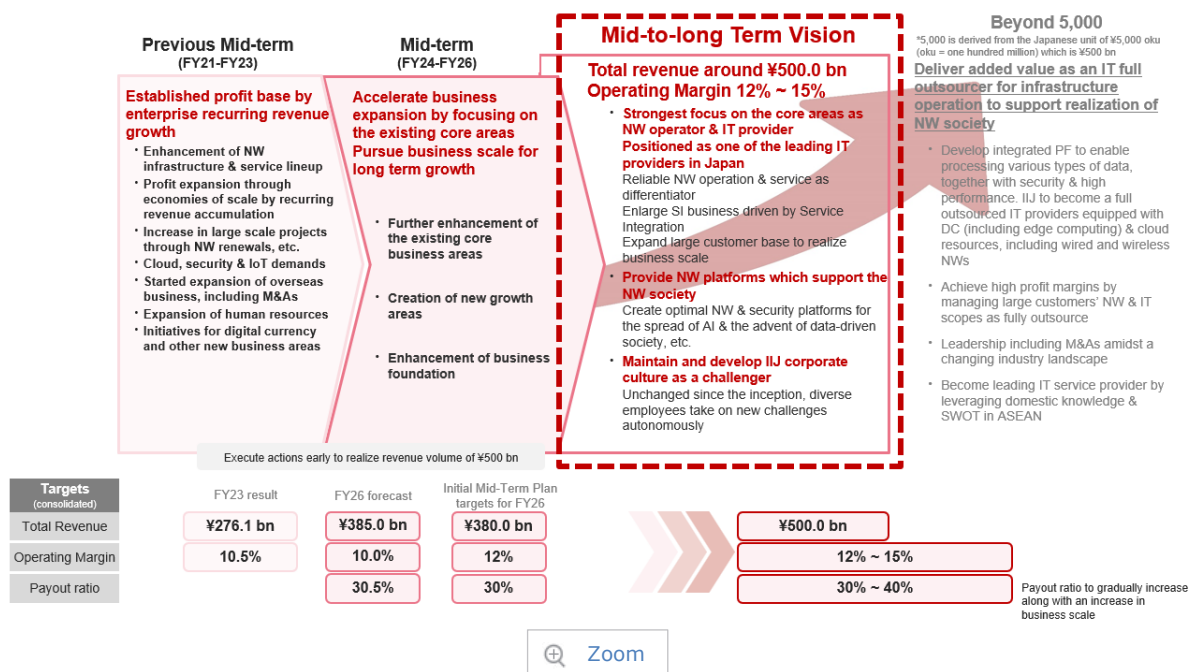 Previous Mid-term
(FY21-FY23)
Established profit base by
enterprise recurring revenue
growth
・Enhancement of NW
infrastructure & service lineup
・Profit expansion through
economies of scale by recurring
revenue accumulation
・Increase in large scale projects
through NW renewals, etc.
・Cloud, security & IoT demands
・Started expansion of overseas
business, including M&As
・Expansion of human resources
・Initiatives for digital currency
and other new business areas
Mid-term
(FY24-FY26)
Accelerate business
expansion by focusing on
the existing core areas
Pursue business scale for
long term growth
・Further enhancement of
the existing core
business areas
・Creation of new growth
areas
・Enhancement of business
foundation
Execute actions early to realize revenue volume of ¥500 bn
Mid-to-long Term Vision
Total revenue around ¥500.0 bn
Operating Margin 12% ~ 15%
・Strongest focus on the core areas as
NW operator & IT provider
Positioned as one of the leading IT
providers in Japan
Reliable NW operation & service as
differentiator
Enlarge SI business driven by Service
Integration
Expand large customer base to realize
business scale
・Provide NW platforms which support the
NW society
Create optimal NW & security platforms for
the spread of AI & the advent of data-driven
society, etc.
・Maintain and develop IIJ corporate
culture as a challenger
Unchanged since the inception, diverse
employees take on new challenges
autonomously
Beyond 5,000
*5,000 is derived from the Japanese unit of ¥5,000 oku
(oku = one hundred million) which is ¥500 bn
Deliver added value as an IT full
outsourcer for infrastructure
operation to support realization of
NW society
• Develop integrated PF to enable
processing various types of data,
together with security & high
performance. IIJ to become a full
outsourced IT providers equipped with
DC (including edge computing) & cloud
resources, including wired and wireless
NWs
• Achieve high profit margins by
managing large customers’ NW & IT
scopes as fully outsource
• Leadership including M&As amidst a
changing industry landscape
• Become leading IT service provider by
leveraging domestic knowledge &
SWOT in ASEAN
Targets
(consolidated)
FY23 result
FY26 forecast
Initial Mid-Term Plan
targets for FY26
Total Revenue
¥276.1 bn
¥385.0 bn
¥380.0 bn
¥500.0 bn
Operating Margin
10.5%
10.0%
12%
12% ~ 15%
Payout ratio
30.5%
30%
30% ~ 40%
Payout ratio to gradually increase
along with an increase in
business scale
Zoom